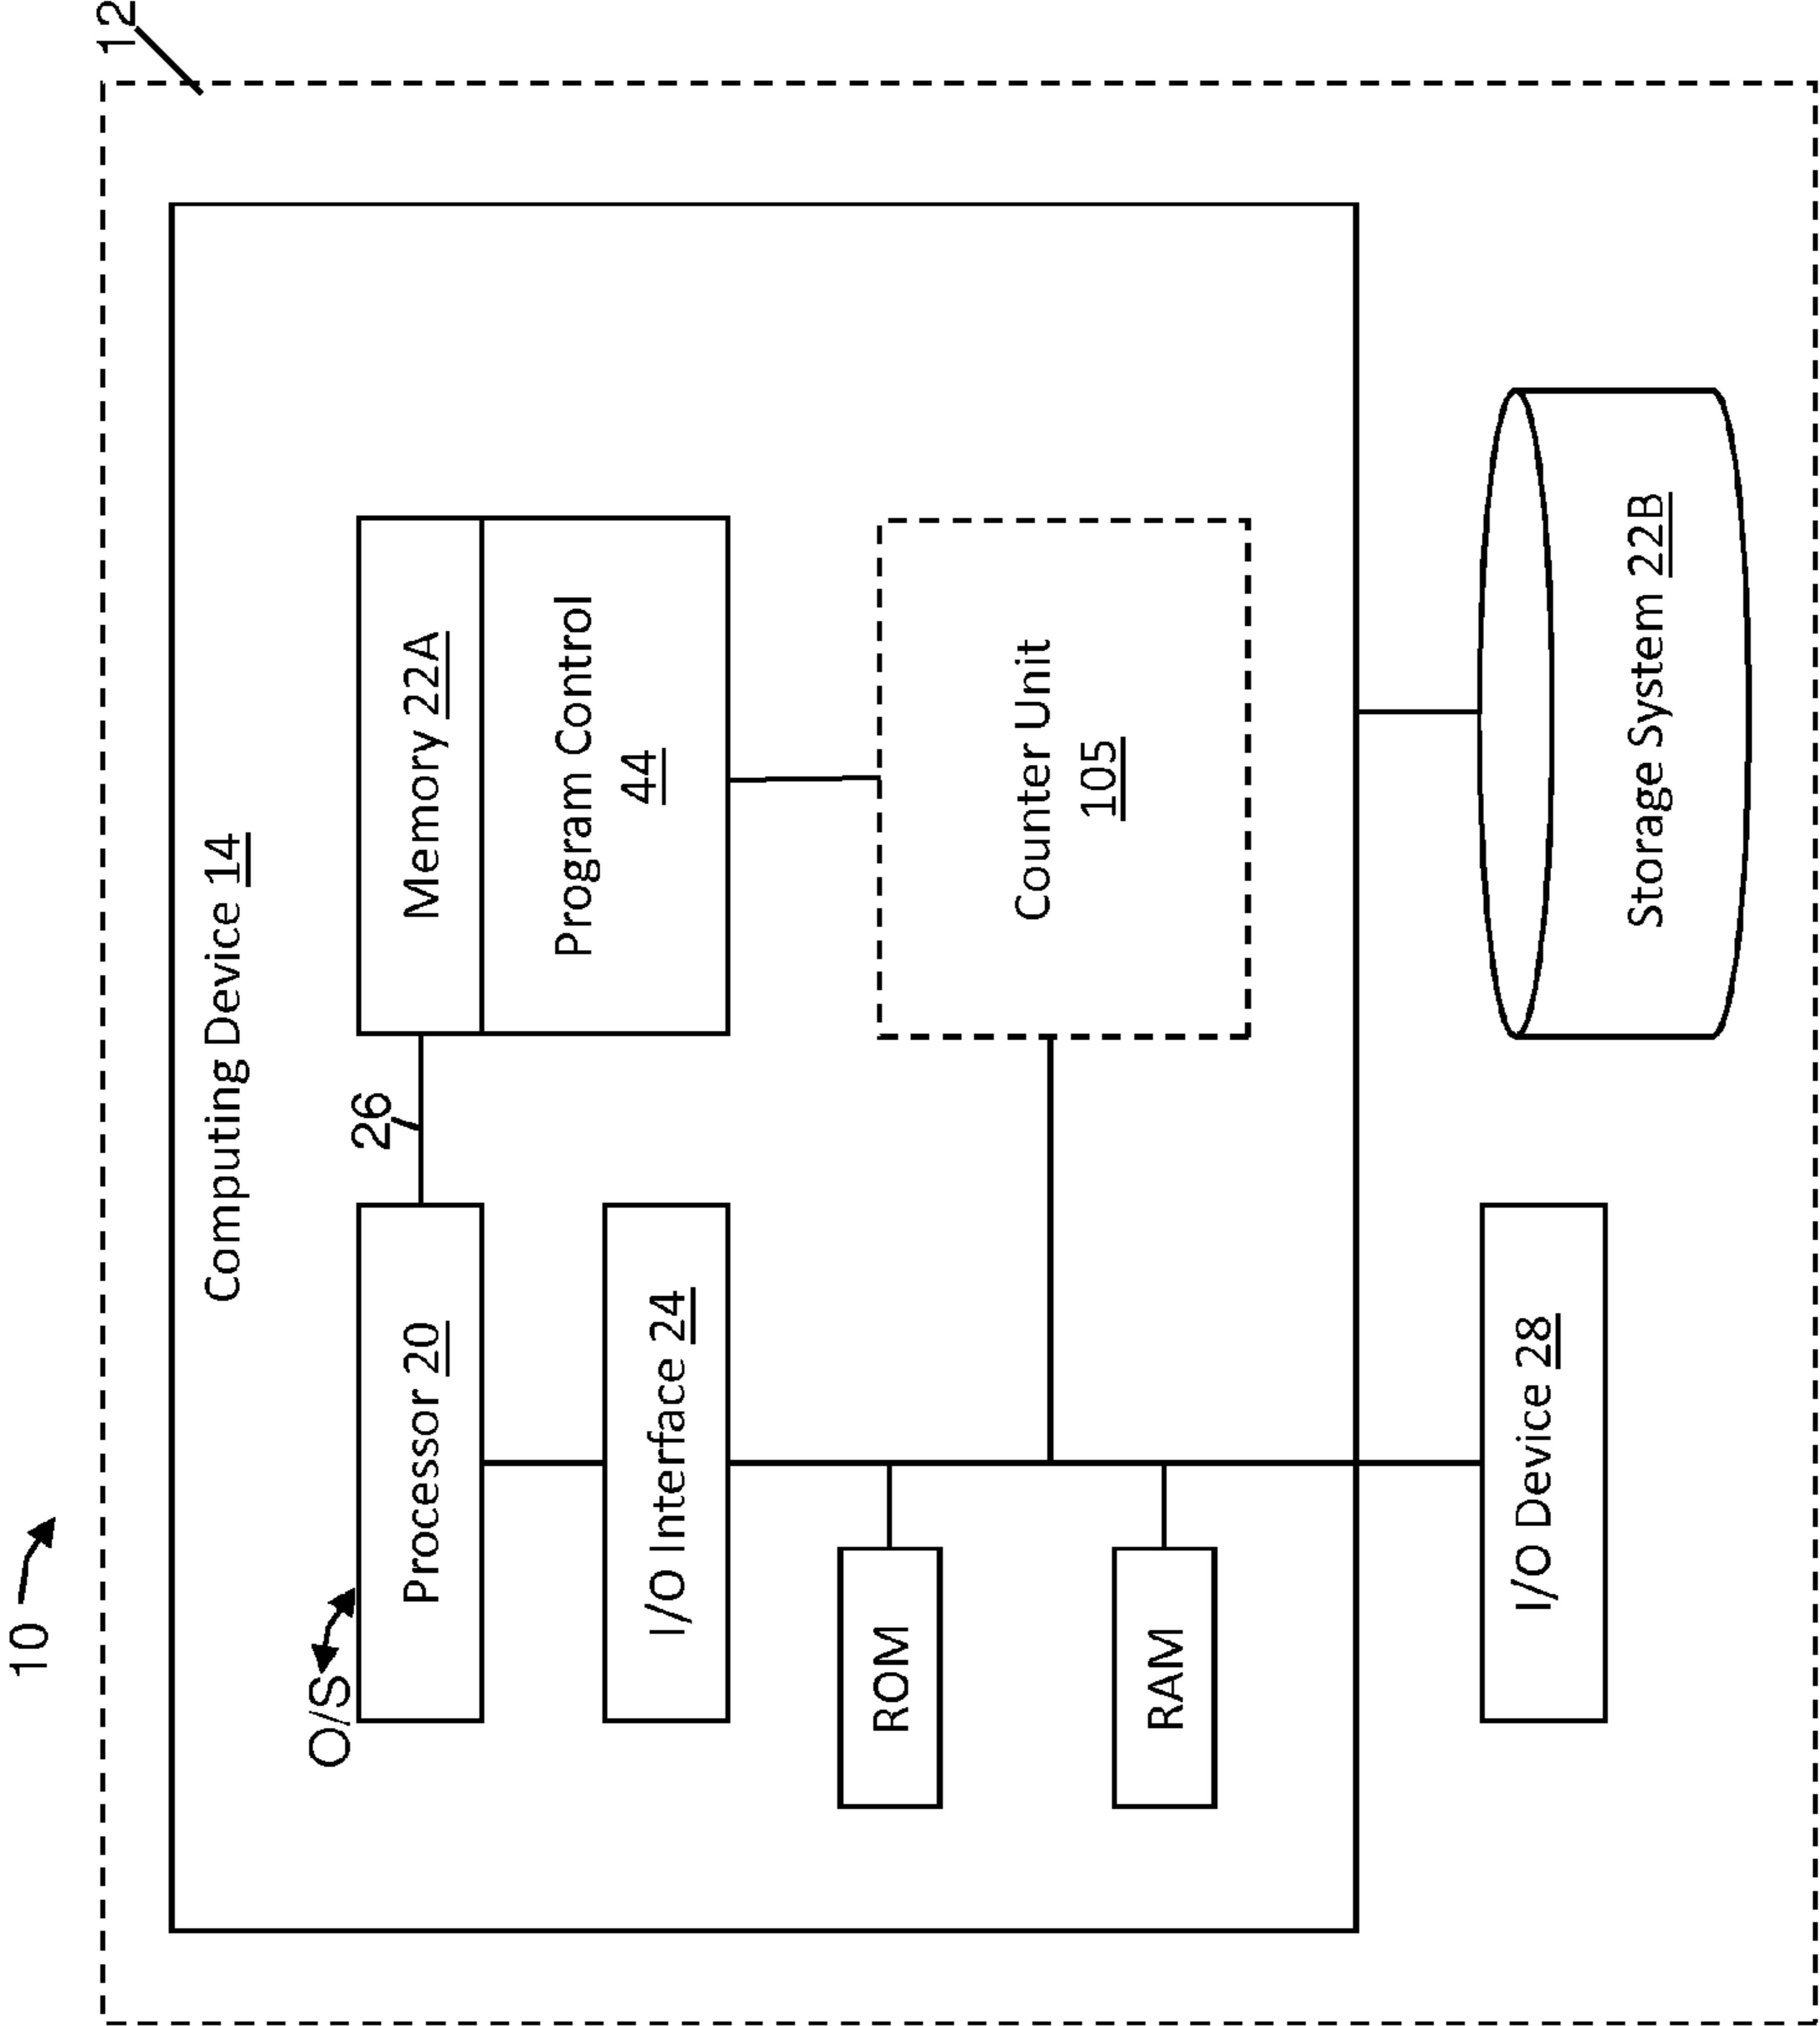 10
12
Computing Device 14
O/S
26
Processor 20
Memory 22A
I/O Interface 24
Program Control
44
ROM
Counter Unit
105
RAM
I/O Device 28
Storage System 22B